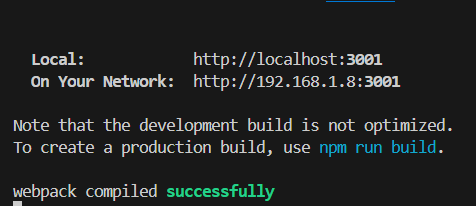 Local: http://localhost:3001
On Your Network: http://192.168.1.8:3001
Note that the development build is not optimized.
To create a production build, use npm run build.
webpack compiled successfully